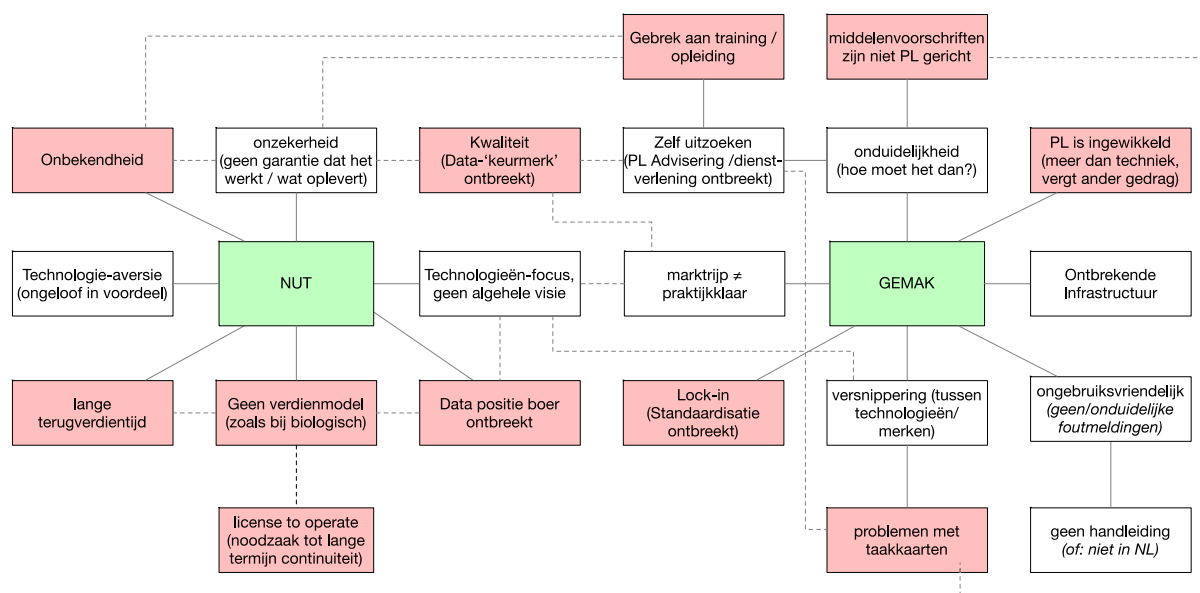 Gebrek aan training /
opleiding
middelenvoorschriften
zijn niet PL gericht
Onbekendheid
onzekerheid
(geen garantie dat het
werkt / wat oplevert)
Kwaliteit
(Data-‘keurmerk’
ontbreekt)
Zelf uitzoeken
(PL Advisering /dienst-
verlening ontbreekt)
onduidelijkheid
(hoe moet het dan?)
PL is ingewikkeld
(meer dan techniek,
vergt ander gedrag)
Technologie-aversie
(ongeloof in voordeel)
NUT
Technologieën-focus,
geen algehele visie
marktrijp ≠
praktijkklaar
GEMAK
Ontbrekende
Infrastructuur
lange
terugverdientijd
Geen verdienmodel
(zoals bij biologisch)
Data positie boer
ontbreekt
Lock-in
(Standaardisatie
ontbreekt)
versnippering (tussen
technologieën/
merken)
ongebruiksvriendelijk
(geen/onduidelijke
foutmeldingen)
license to operate
(noodzaak tot lange
termijn continuiteit)
problemen met
taakkaarten
geen handleiding
(of: niet in NL)